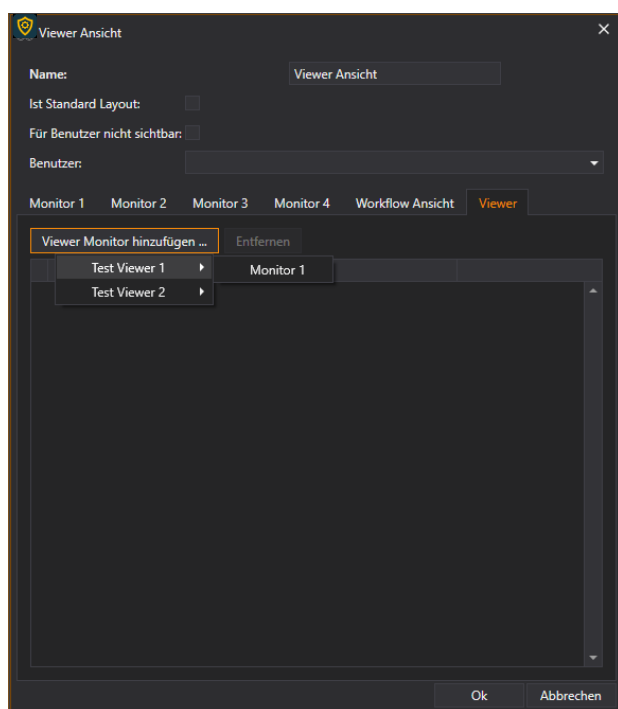 Viewer Ansicht
Name: Viewer Ansicht
Ist Standard Layout:
Für Benutzer nicht sichtbar:
Benutzer:
Monitor 1 Monitor 2 Monitor 3 Monitor 4 Workflow Ansicht Viewer
Viewer Monitor hinzufügen ... Entfernen
Test Viewer 1 Monitor 1
Test Viewer 2
Ok Abbrechen